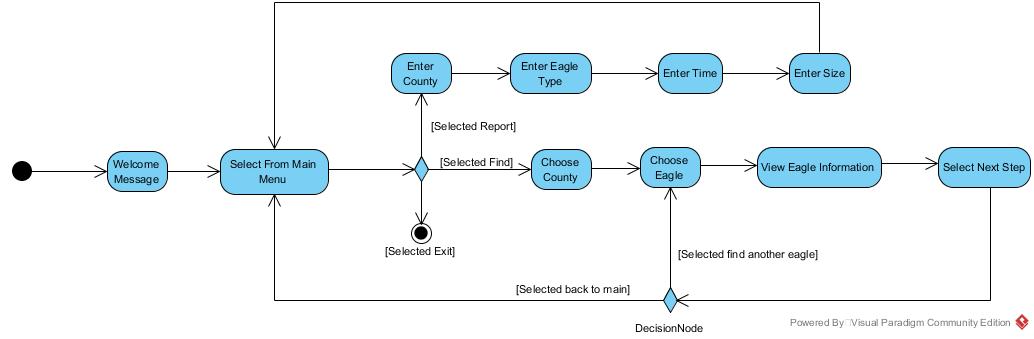 Enter
County
Enter Eagle
Type
Enter Time
Enter Size
[Selected Report]
Welcome
Message
Select From Main
Menu
[Selected Find]
Choose
County
Choose
Eagle
View Eagle Information
Select Next Step
[Selected Exit]
[Selected find another eagle]
[Selected back to main]
DecisionNode
Powered By Visual Paradigm Community Edition